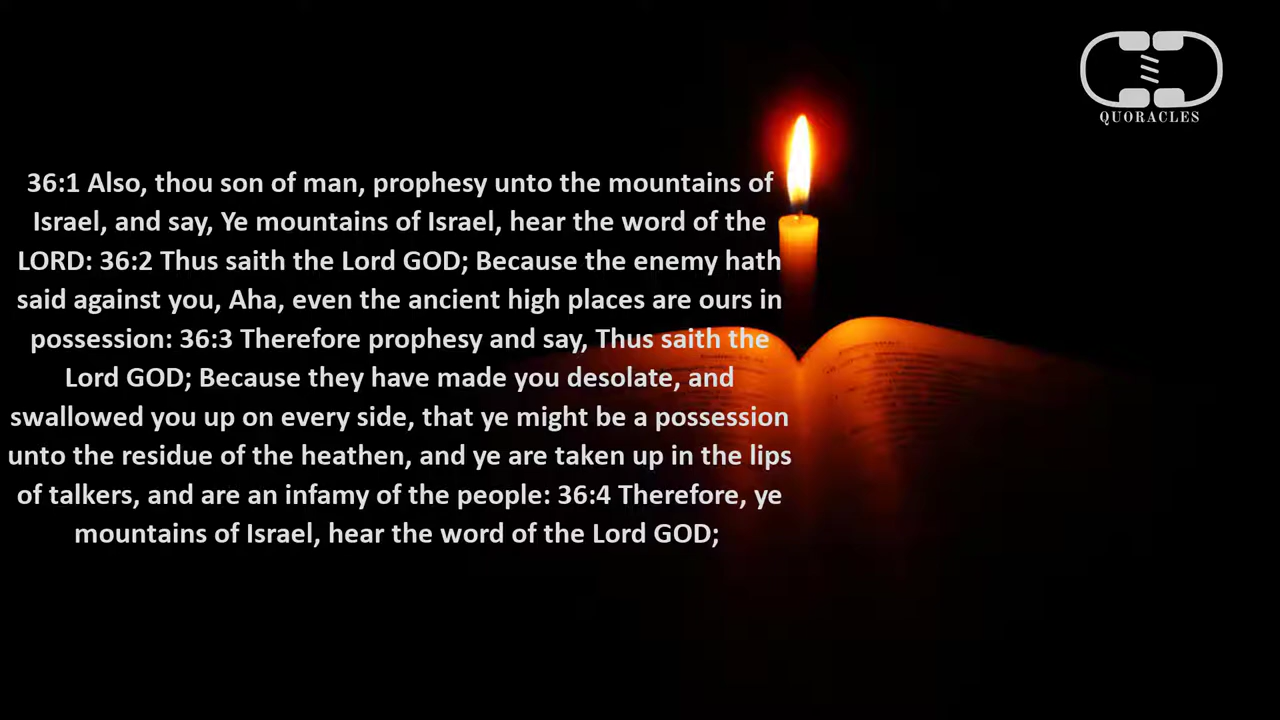 QUORACLES
36:1 Also, thou son of man, prophesy unto the mountains of
Israel, and say, Ye mountains of Israel, hear the word of the
LORD: 36:2 Thus saith the Lord GOD; Because the enemy hath
said against you, Aha, even the ancient high places are ours in
possession: 36:3 Therefore prophesy and say, Thus saith the
Lord GOD; Because they have made you desolate, and
swallowed you up on every side, that ye might be a possession
unto the residue of the heathen, and ye are taken up in the lips
of talkers, and are an infamy of the people: 36:4 Therefore, ye
mountains of Israel, hear the word of the Lord GOD;